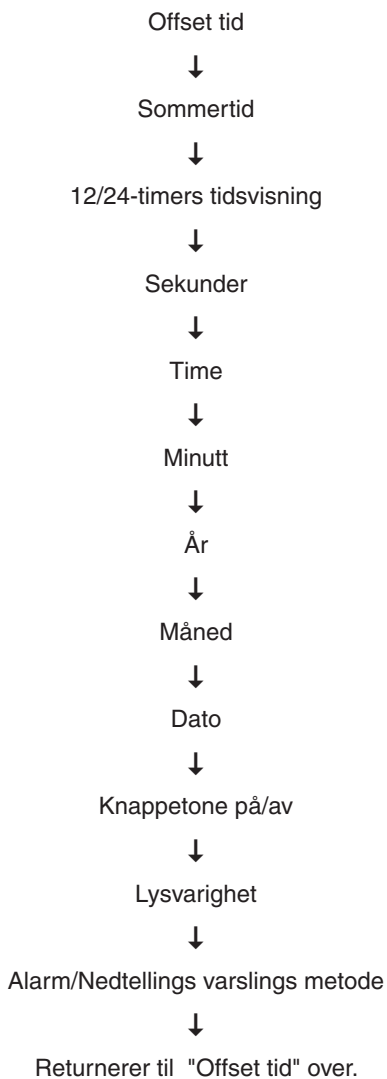 Offset tid
↓
Sommertid
↓
12/24-timers tidsvisning
↓
Sekunder
↓
Time
↓
Minutt
↓
År
↓
Måned
↓
Dato
↓
Knappetone på/av
↓
Lysvarighet
↓
Alarm/Nedtellings varslings metode
↓
Returnerer til "Offset tid" over.